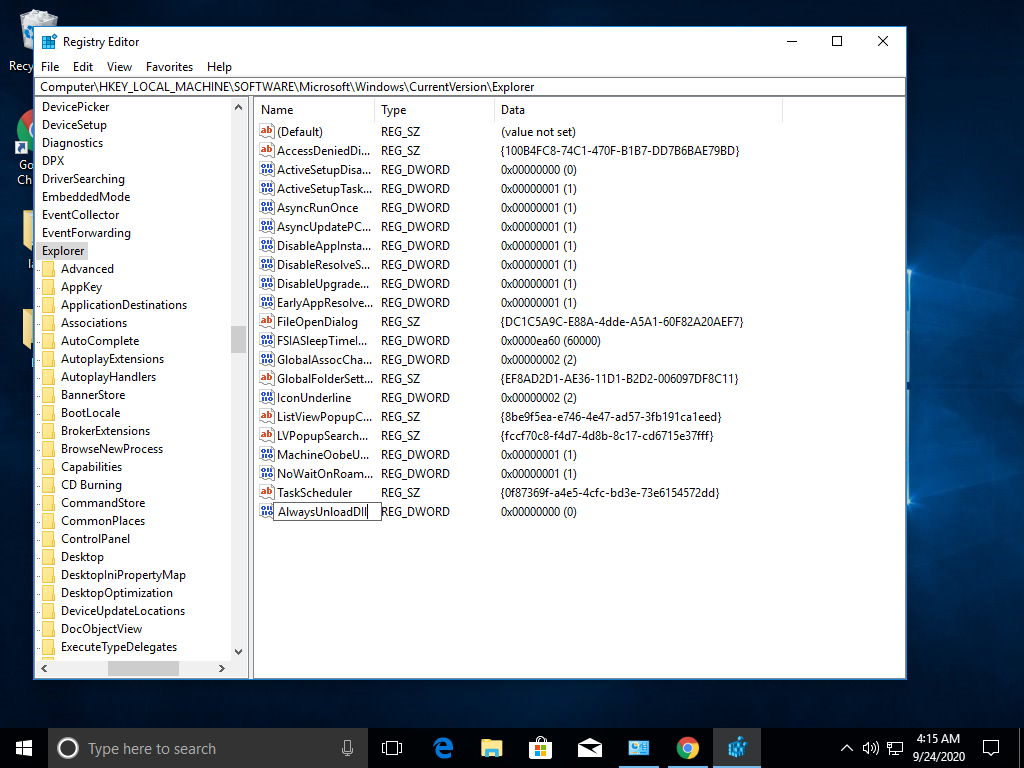 Registry Editor
File Edit View Favorites Help
Computer\HKEY_LOCAL_MACHINE\SOFTWARE\Microsoft\Windows\CurrentVersion\Explorer
DevicePicker
DeviceSetup
Diagnostics
DPX
DriverSearching
EmbeddedMode
EventCollector
EventForwarding
Explorer
Advanced
AppKey
ApplicationDestinations
Associations
AutoComplete
AutoplayExtensions
AutoplayHandlers
BannerStore
BootLocale
BrokerExtensions
BrowseNewProcess
Capabilities
CD Burning
CommandStore
CommonPlaces
ControlPanel
Desktop
DesktopIniPropertyMap
DesktopOptimization
DeviceUpdateLocations
DocObjectView
ExecuteTypeDelegates
Name Type Data
(Default) REG_SZ (value not set)
AccessDeniedDi... REG_SZ {100B4FC8-74C1-470F-B1B7-DD7B6BAE79BD}
ActiveSetupDisa... REG_DWORD 0x00000000 (0)
ActiveSetupTask... REG_DWORD 0x00000001 (1)
AsyncRunOnce REG_DWORD 0x00000001 (1)
AsyncUpdatePC... REG_DWORD 0x00000001 (1)
DisableAppInsta... REG_DWORD 0x00000001 (1)
DisableResolveS... REG_DWORD 0x00000001 (1)
DisableUpgrade... REG_DWORD 0x00000001 (1)
EarlyAppResolve... REG_DWORD 0x00000001 (1)
FileOpenDialog REG_SZ {DC1C5A9C-E88A-4dde-A5A1-60F82A20AEF7}
FSIASleepTimeI... REG_DWORD 0x0000ea60 (60000)
GlobalAssocCha... REG_DWORD 0x00000002 (2)
GlobalFolderSett... REG_SZ {EF8AD2D1-AE36-11D1-B2D2-006097DF8C11}
IconUnderline REG_DWORD 0x00000002 (2)
ListViewPopupC... REG_SZ {8be9f5ea-e746-4e47-ad57-3fb191ca1eed}
LVPopupSearch... REG_SZ {fccf70c8-f4d7-4d8b-8c17-cd6715e37fff}
MachineOobeU... REG_DWORD 0x00000001 (1)
NoWaitOnRoam... REG_DWORD 0x00000001 (1)
TaskScheduler REG_SZ {0f87369f-a4e5-4cfc-bd3e-73e6154572dd}
AlwaysUnloadDll REG_DWORD 0x00000000 (0)
Recy
Go
Ch
Type here to search
4:15 AM
9/24/2020